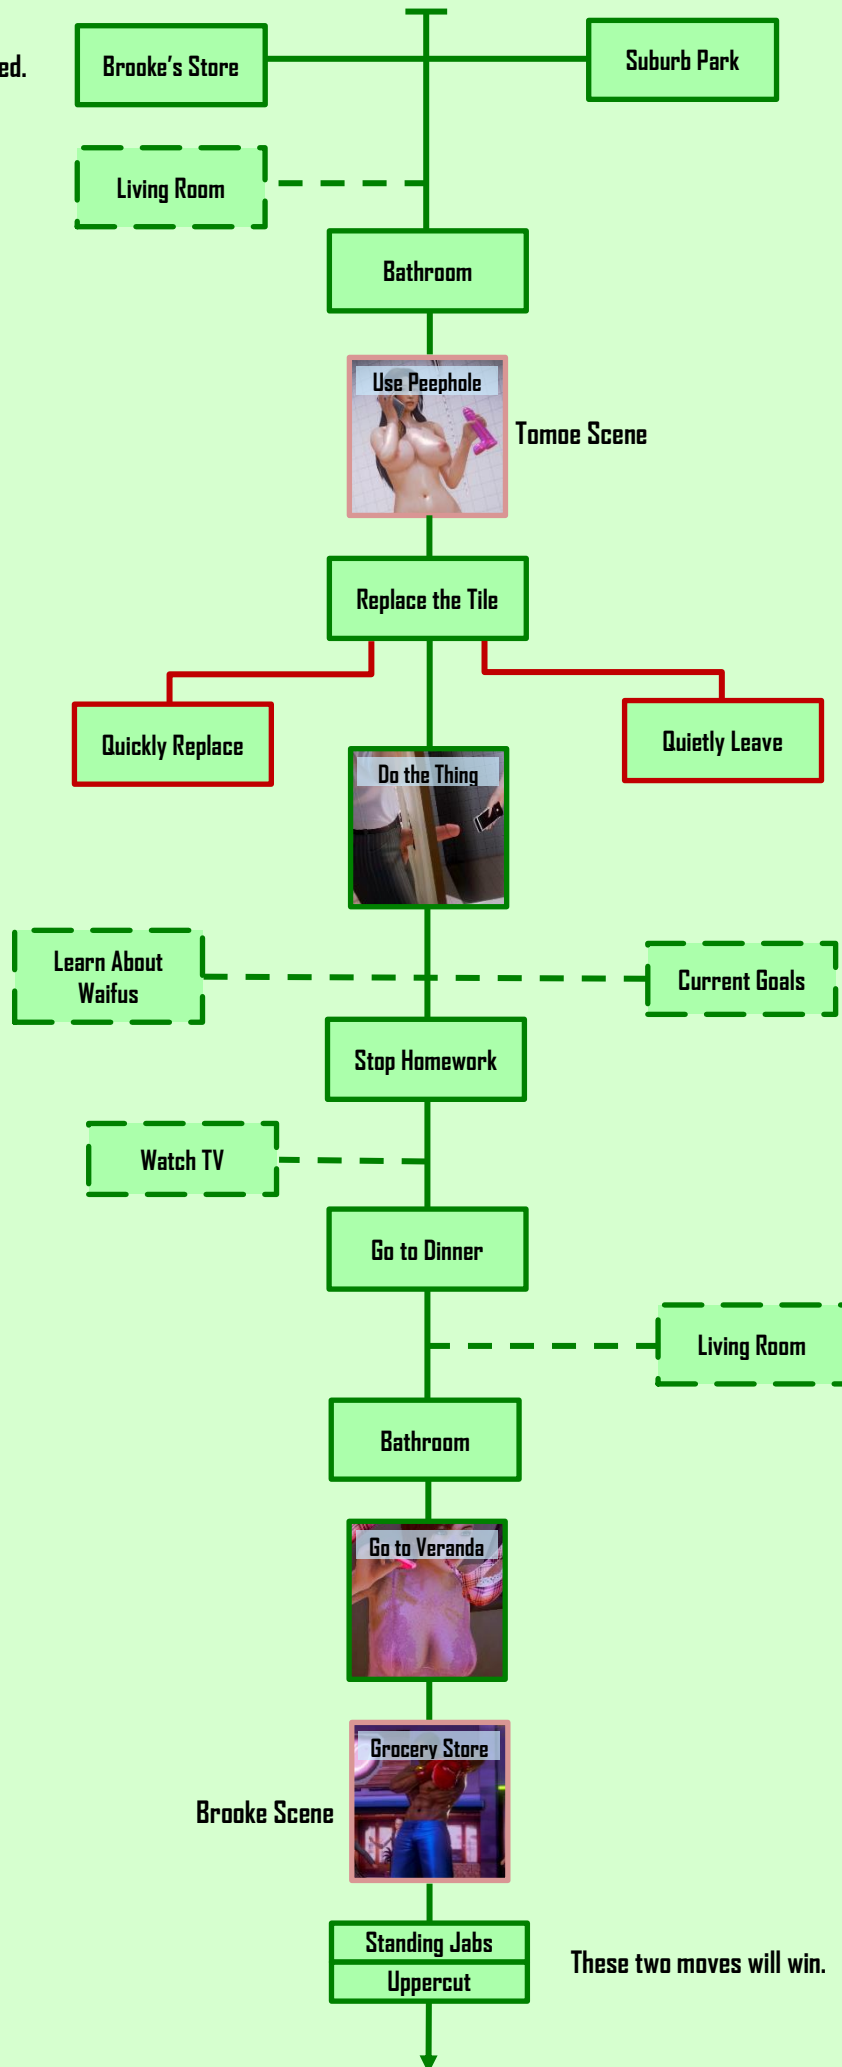 ed.
Brooke's Store
Suburb Park
Living Room
Bathroom
Use Peephole
Tomoe Scene
Replace the Tile
Quickly Replace
Quietly Leave
Do the Thing
Learn About
Waifus
Current Goals
Stop Homework
Watch TV
Go to Dinner
Living Room
Bathroom
Go to Veranda
Grocery Store
Brooke Scene
Standing Jabs
Uppercut
These two moves will win.